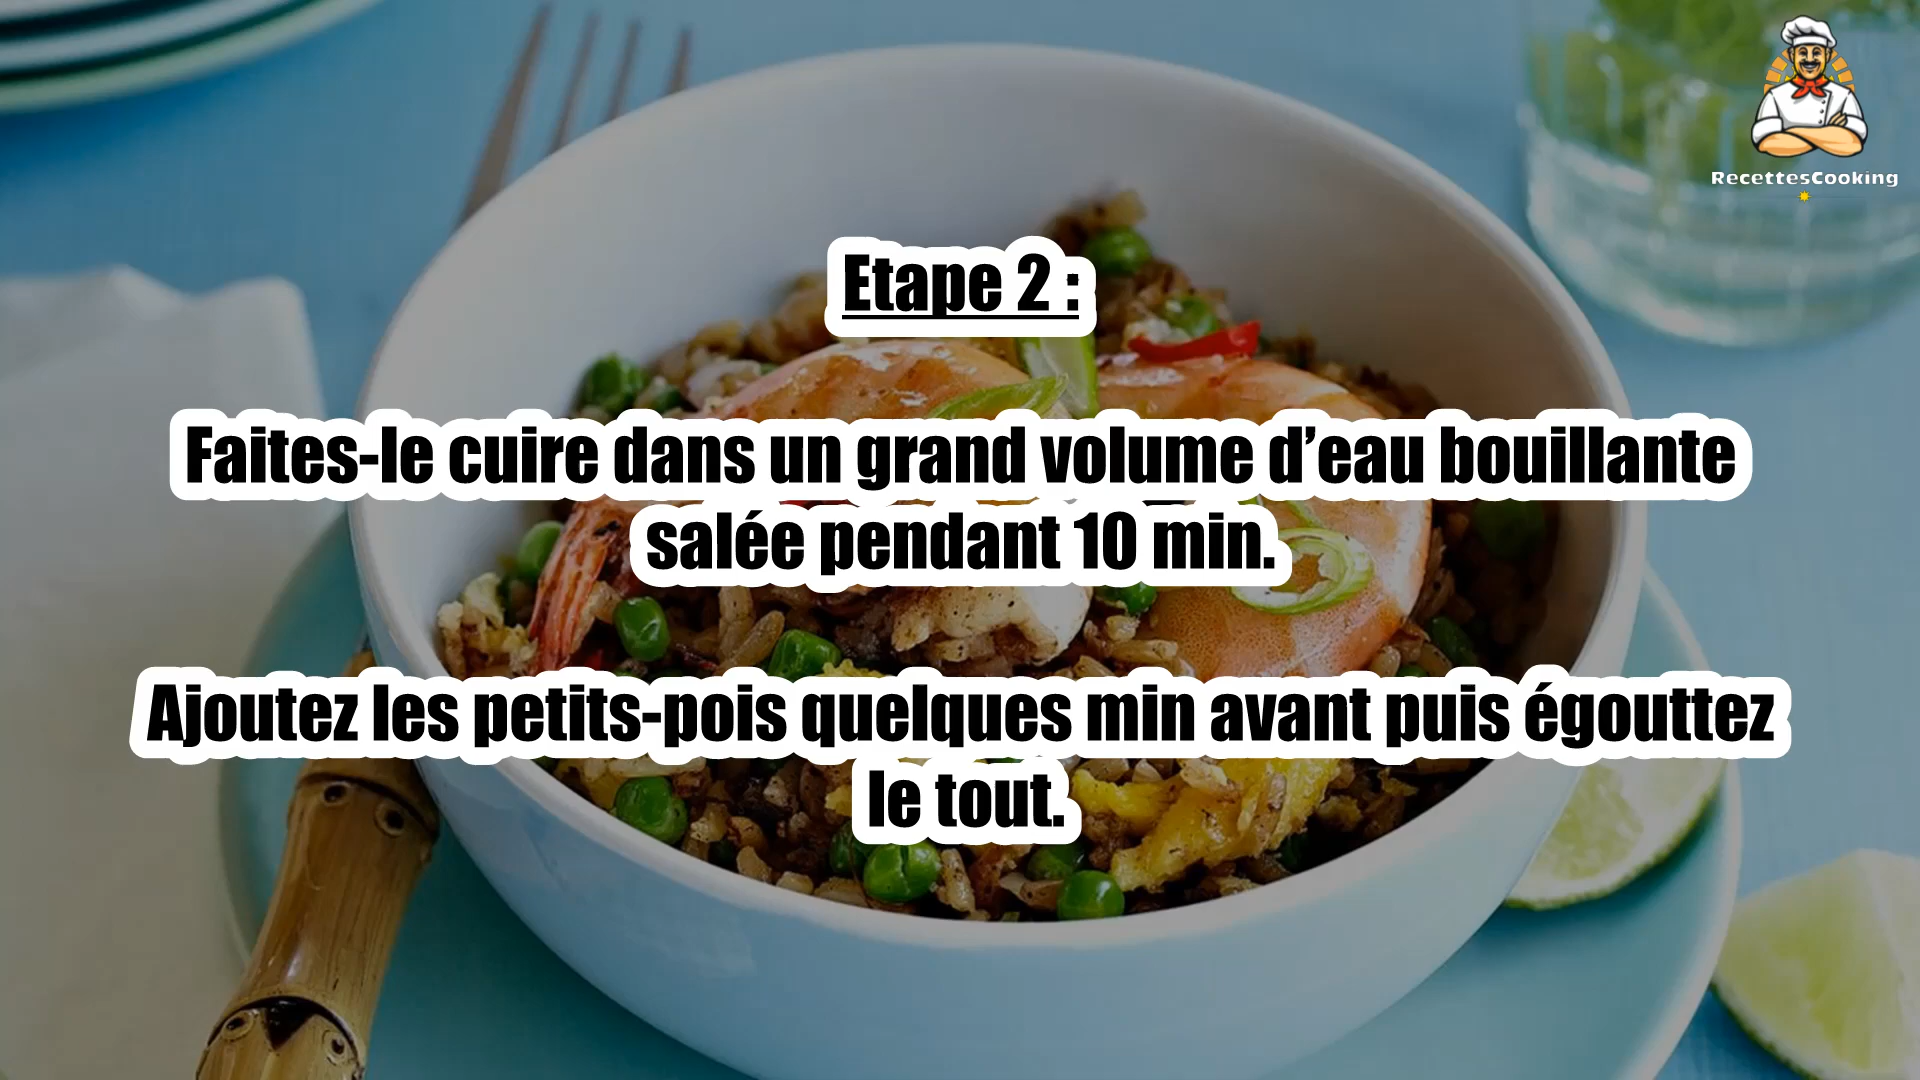 RecettesCooking
Etape 2 :
Faites-le cuire dans un grand volume d’eau bouillante
salée pendant 10 min.
Ajoutez les petits-pois quelques min avant puis égouttez
le tout.